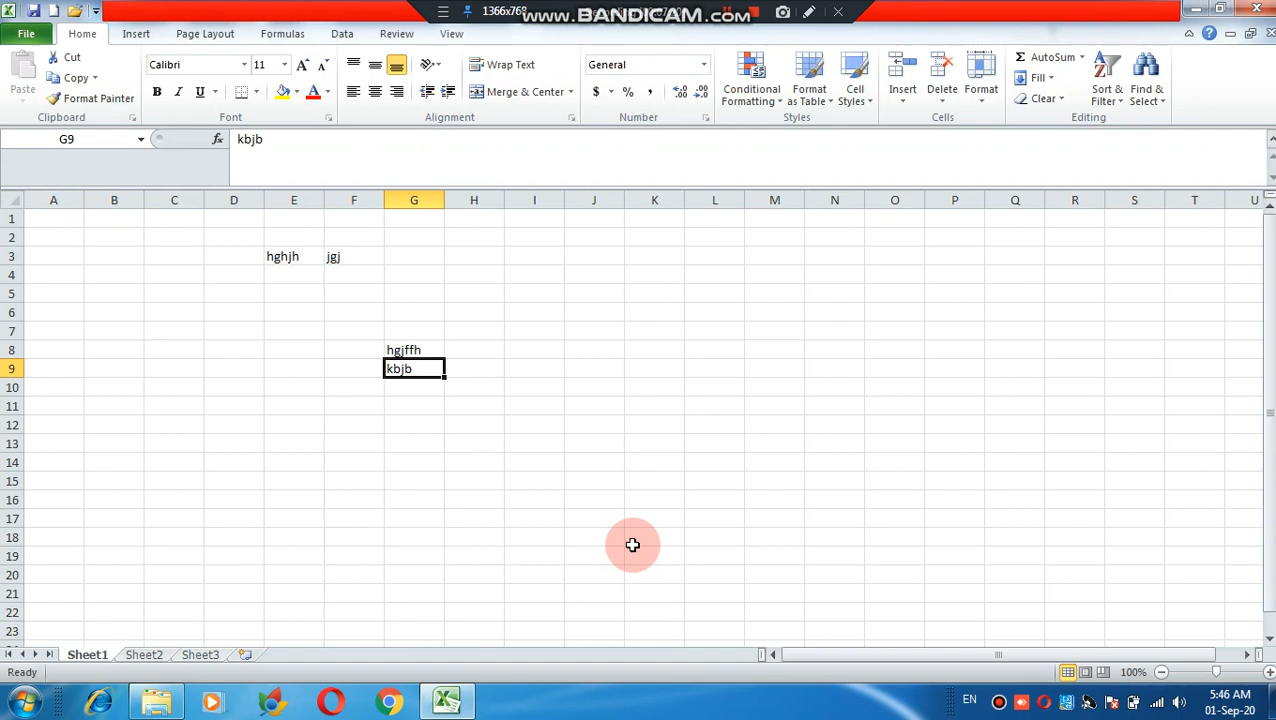 1366x768
www.BANDICAM.com
File Home Insert Page Layout Formulas Data Review View
Paste
Cut
Copy
Format Painter
Clipboard
Calibri 11 A A
B I U A
Font
Wrap Text
Merge & Center
Alignment
General
$ % , .0 .00 .00 .0
Number
Conditional Formatting
Format as Table
Cell Styles
Styles
Insert Delete Format
Cells
Σ AutoSum
Fill
Clear
Sort & Filter
Find & Select
Editing
G9 fx kbjb
A B C D E F G H I J K L M N O P Q R S T U
1
2
3 hghjh jgj
4
5
6
7
8 hgjffh
9 kbjb
10
11
12
13
14
15
16
17
18
19
20
21
22
23
Sheet1 Sheet2 Sheet3
Ready 100%
EN 5:46 AM
01-Sep-20